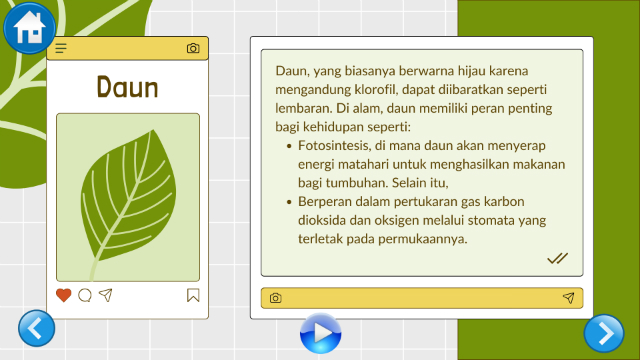 Daun
Daun, yang biasanya berwarna hijau karena
mengandung klorofil, dapat diibaratkan seperti
lembaran. Di alam, daun memiliki peran penting
bagi kehidupan seperti:
• Fotosintesis, di mana daun akan menyerap
energi matahari untuk menghasilkan makanan
bagi tumbuhan. Selain itu,
• Berperan dalam pertukaran gas karbon
dioksida dan oksigen melalui stomata yang
terletak pada permukaannya.